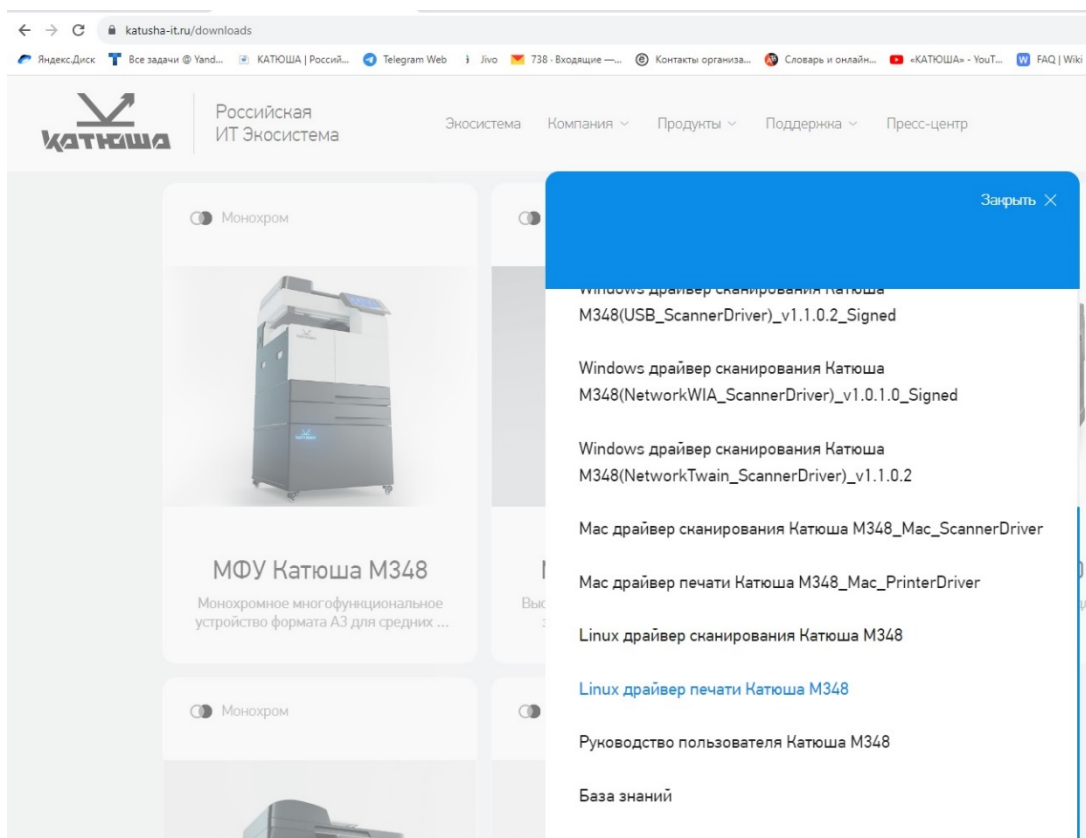 katusha-it.ru/downloads
Яндекс.Диск
Все задачи @ Yand...
КАТЮША | Россий...
Telegram Web
Jivo
738 · Входящие —...
Контакты организа...
Словарь и онлайн...
«КАТЮША» - YouT...
FAQ | Wiki
катюша
Российская
ИТ Экосистема
Экосистема
Компания
Продукты
Поддержка
Пресс-центр
Закрыть
Монохром
Windows драйвер сканирования Катюша
M348(USB_ScannerDriver)_v1.1.0.2_Signed
Windows драйвер сканирования Катюша
M348(NetworkWIA_ScannerDriver)_v1.0.1.0_Signed
Windows драйвер сканирования Катюша
M348(NetworkTwain_ScannerDriver)_v1.1.0.2
Mac драйвер сканирования Катюша M348_Mac_ScannerDriver
МФУ Катюша M348
Mac драйвер печати Катюша M348_Mac_PrinterDriver
Монохромное многофункциональное
устройство формата А3 для средних ...
Выс
Linux драйвер сканирования Катюша M348
Linux драйвер печати Катюша M348
Монохром
Руководство пользователя Катюша M348
База знаний